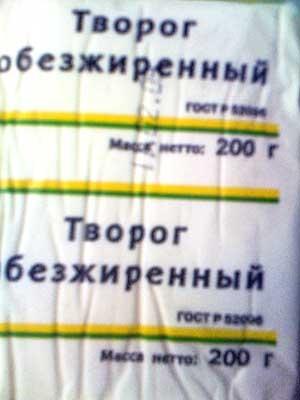 Творог
обезжиренный
ГОСТ Р 52096
Масса нетто: 200 г
Творог
обезжиренный
ГОСТ Р 52096
Масса нетто: 200 г